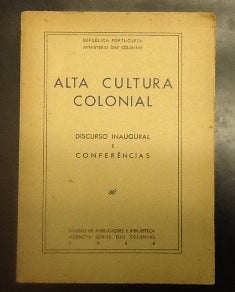 REPÚBLICA PORTUGUESA
MINISTÉRIO DAS COLÓNIAS
ALTA CULTURA
COLONIAL
DISCURSO INAUGURAL
E
CONFERÊNCIAS
DIVISÃO DE PUBLICAÇÕES E BIBLIOTECA
AGÊNCIA GERAL DAS COLÓNIAS